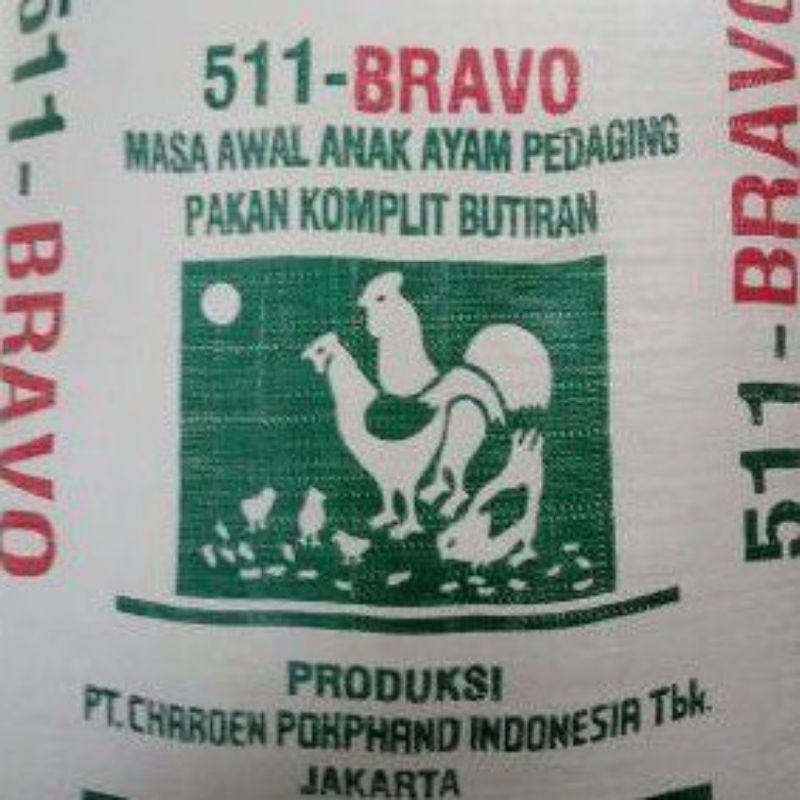 511-BRAVO
MASA AWAL ANAK AYAM PEDAGING
PAKAN KOMPLIT BUTIRAN
511-BRAVO
511-BRAVO
PRODUKSI
PT. CHAROEN POKPHAND INDONESIA Tbk.
JAKARTA